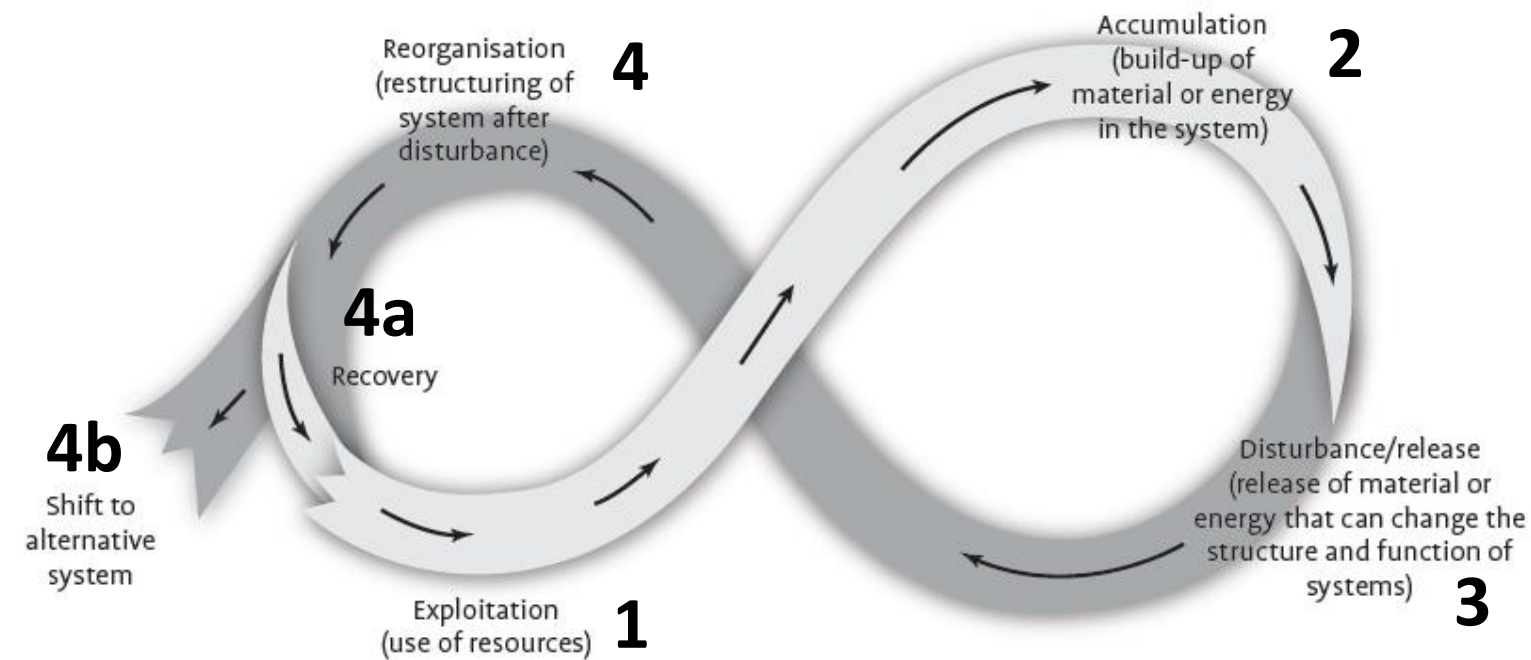 Reorganisation
(restructuring of
system after
disturbance)
4
Accumulation
(build-up of
material or energy
in the system)
2
4a
Recovery
4b
Shift to
alternative
system
Disturbance/release
(release of material or
energy that can change the
structure and function of
systems)
3
Exploitation
(use of resources)
1